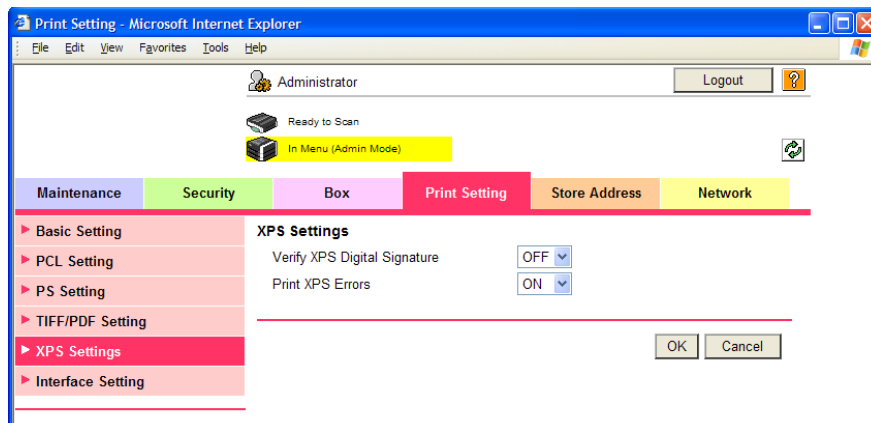 Print Setting - Microsoft Internet Explorer
File Edit View Favorites Tools Help
Administrator Logout ?
Ready to Scan
In Menu (Admin Mode)
Maintenance Security Box Print Setting Store Address Network
Basic Setting
PCL Setting
PS Setting
TIFF/PDF Setting
XPS Settings
Interface Setting
XPS Settings
Verify XPS Digital Signature OFF
Print XPS Errors ON
OK Cancel